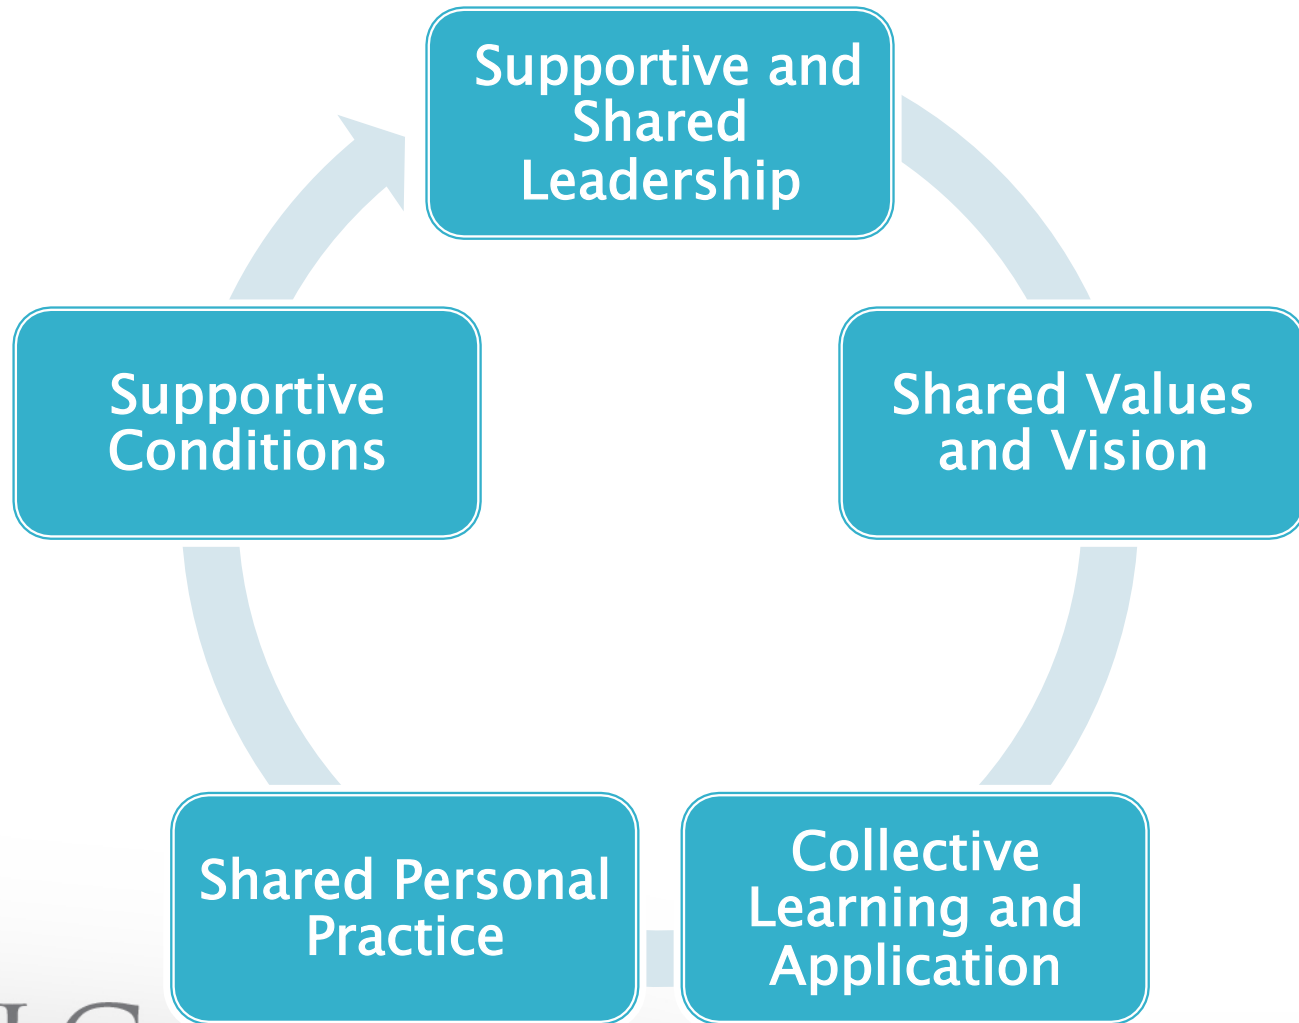 Supportive and
Shared
Leadership
Shared Values
and Vision
Collective
Learning and
Application
Shared Personal
Practice
Supportive
Conditions